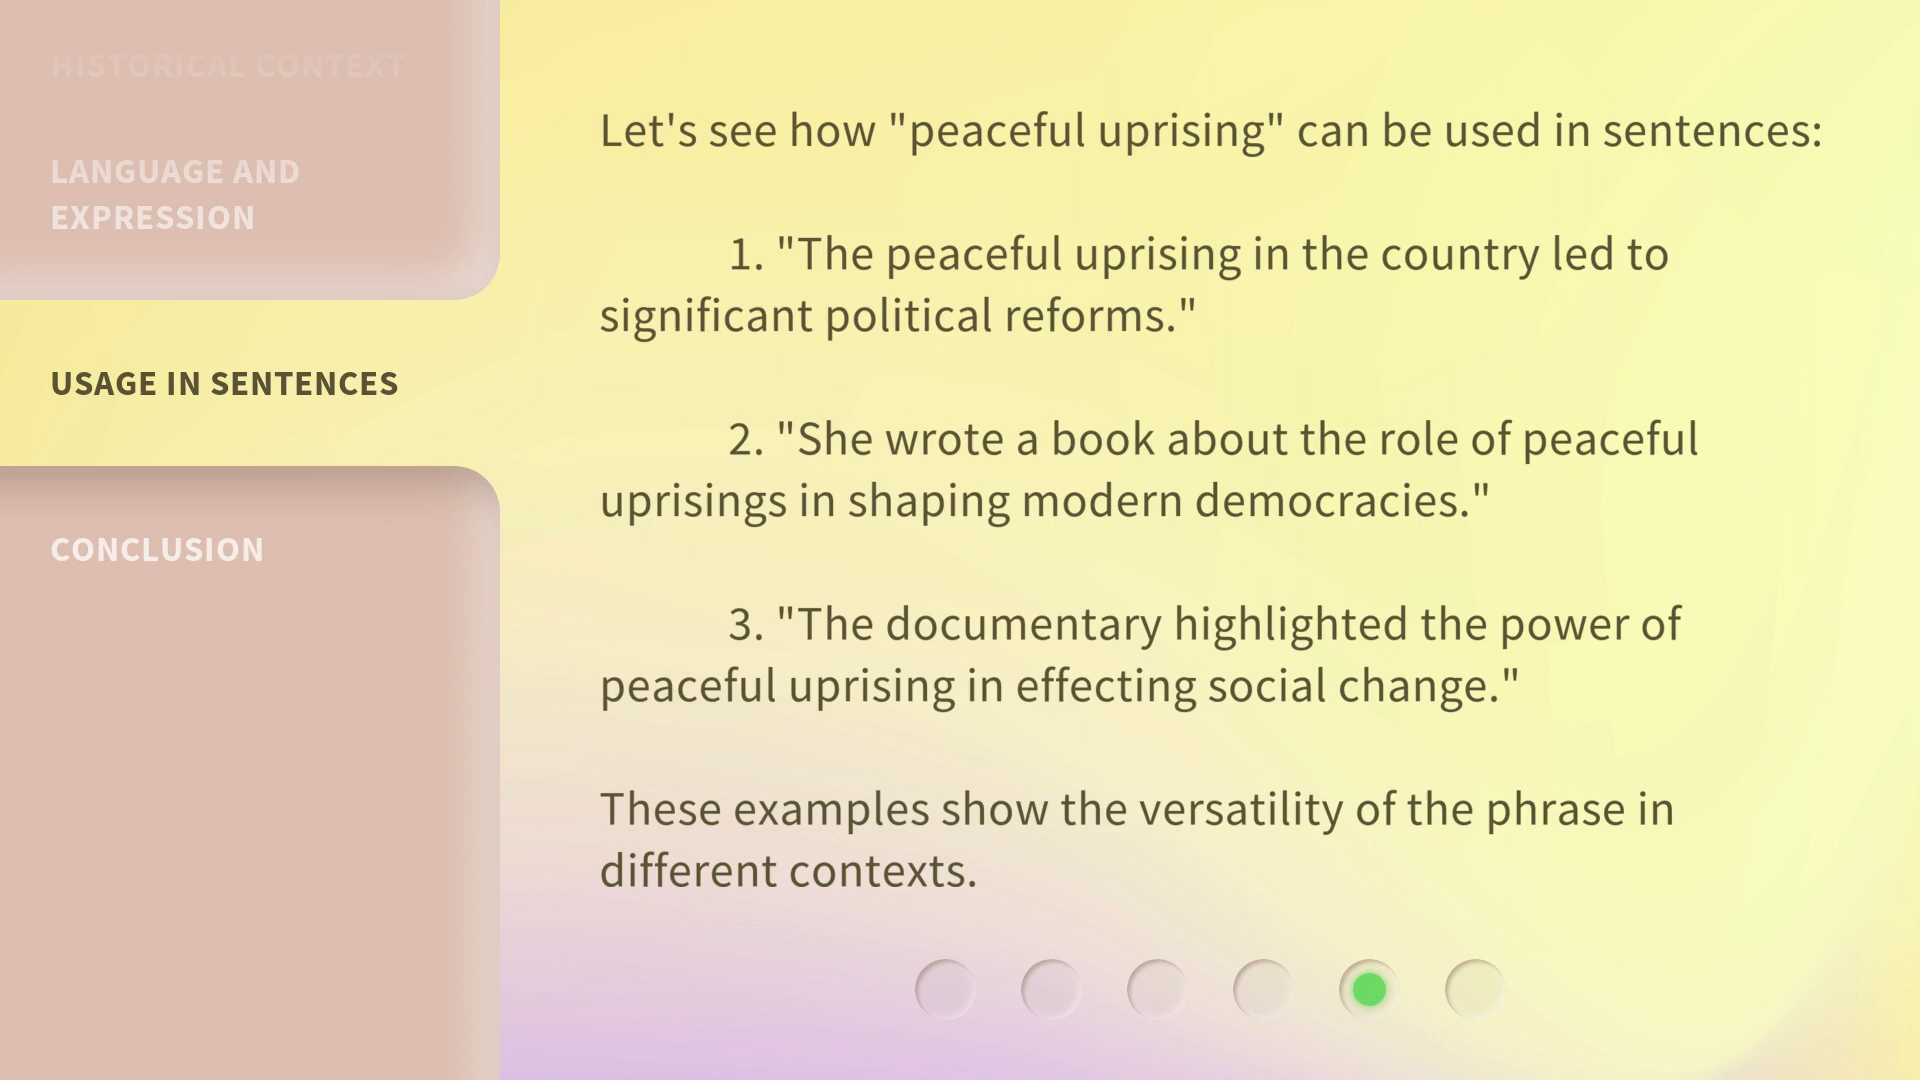 HISTORICAL CONTEXT
LANGUAGE AND
EXPRESSION
USAGE IN SENTENCES
CONCLUSION
Let's see how "peaceful uprising" can be used in sentences:
1. "The peaceful uprising in the country led to
significant political reforms."
2. "She wrote a book about the role of peaceful
uprisings in shaping modern democracies."
3. "The documentary highlighted the power of
peaceful uprising in effecting social change."
These examples show the versatility of the phrase in
different contexts.